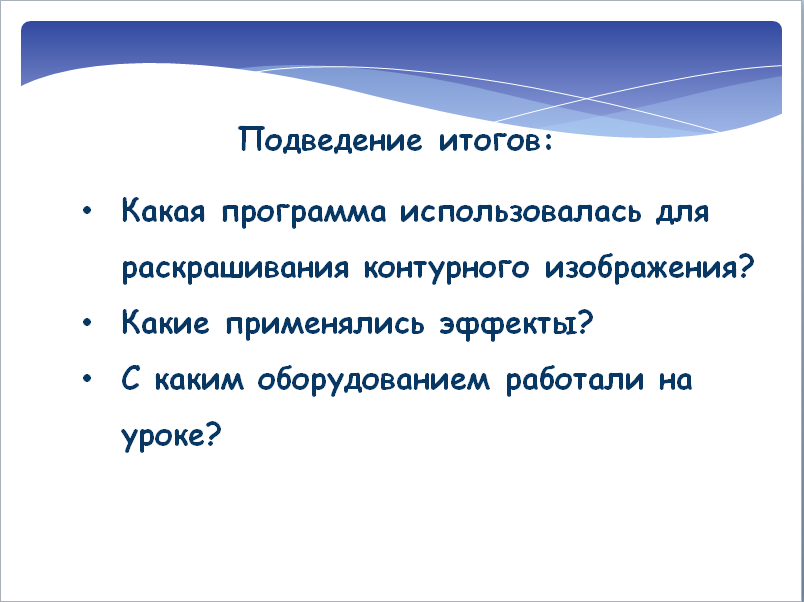 Подведение итогов:
• Какая программа использовалась для
раскрашивания контурного изображения?
• Какие применялись эффекты?
• С каким оборудованием работали на
уроке?